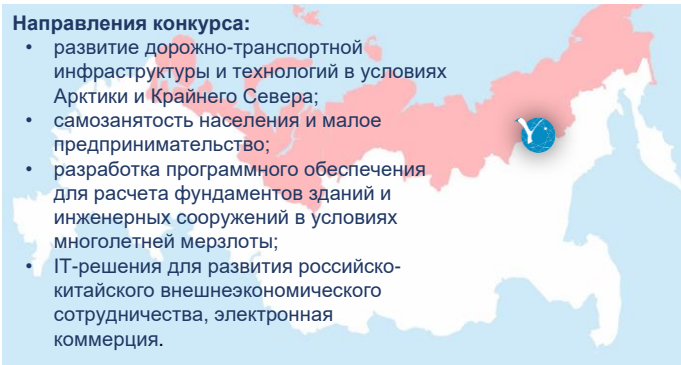 Направления конкурса:
• развитие дорожно-транспортной
инфраструктуры и технологий в условиях
Арктики и Крайнего Севера;
• самозанятость населения и малое
предпринимательство;
• разработка программного обеспечения
для расчета фундаментов зданий и
инженерных сооружений в условиях
многолетней мерзлоты;
• IT-решения для развития российско-
китайского внешнеэкономического
сотрудничества, электронная
коммерция.